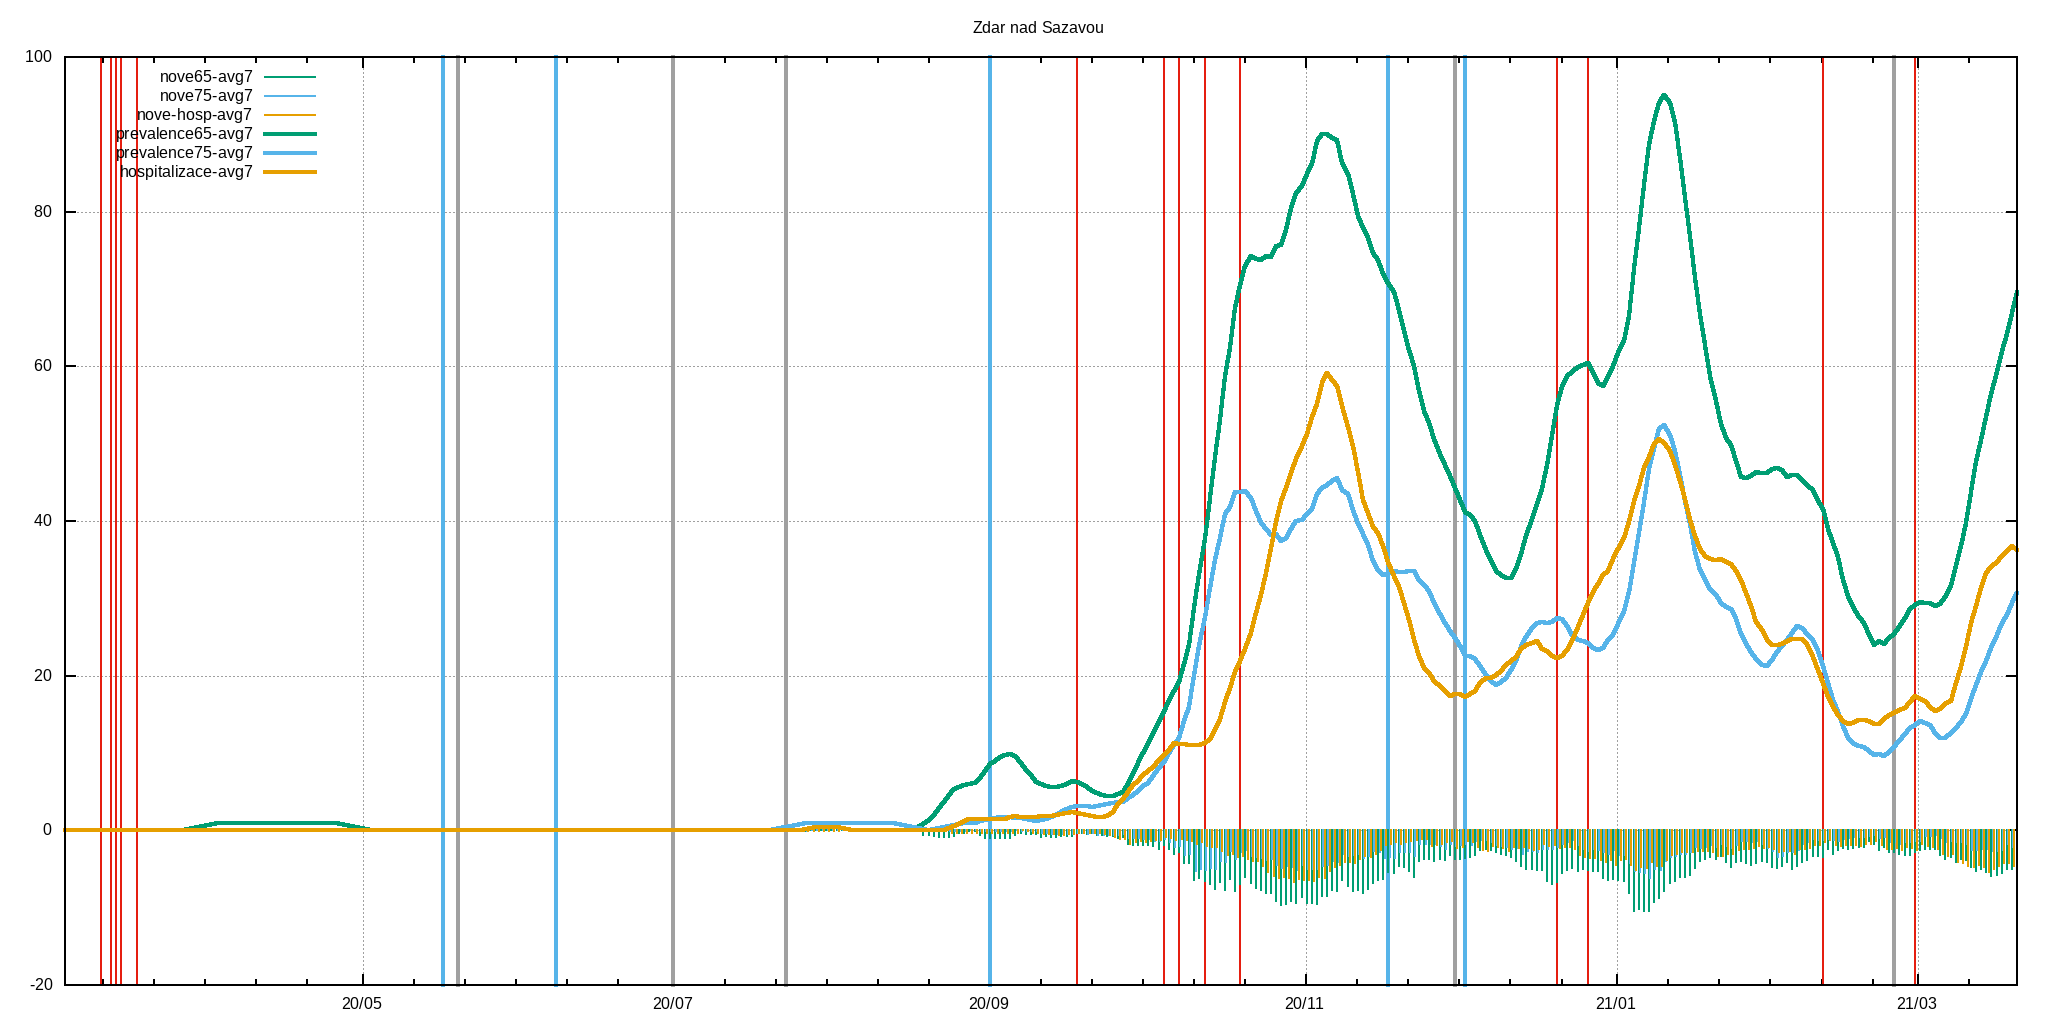 Zdar nad Sazavou
100
80
60
40
20
0
-20
nove65-avg7
nove75-avg7
nove-hosp-avg7
prevalence65-avg7
prevalence75-avg7
hospitalizace-avg7
20/05 20/07 20/09 20/11 21/01 21/03